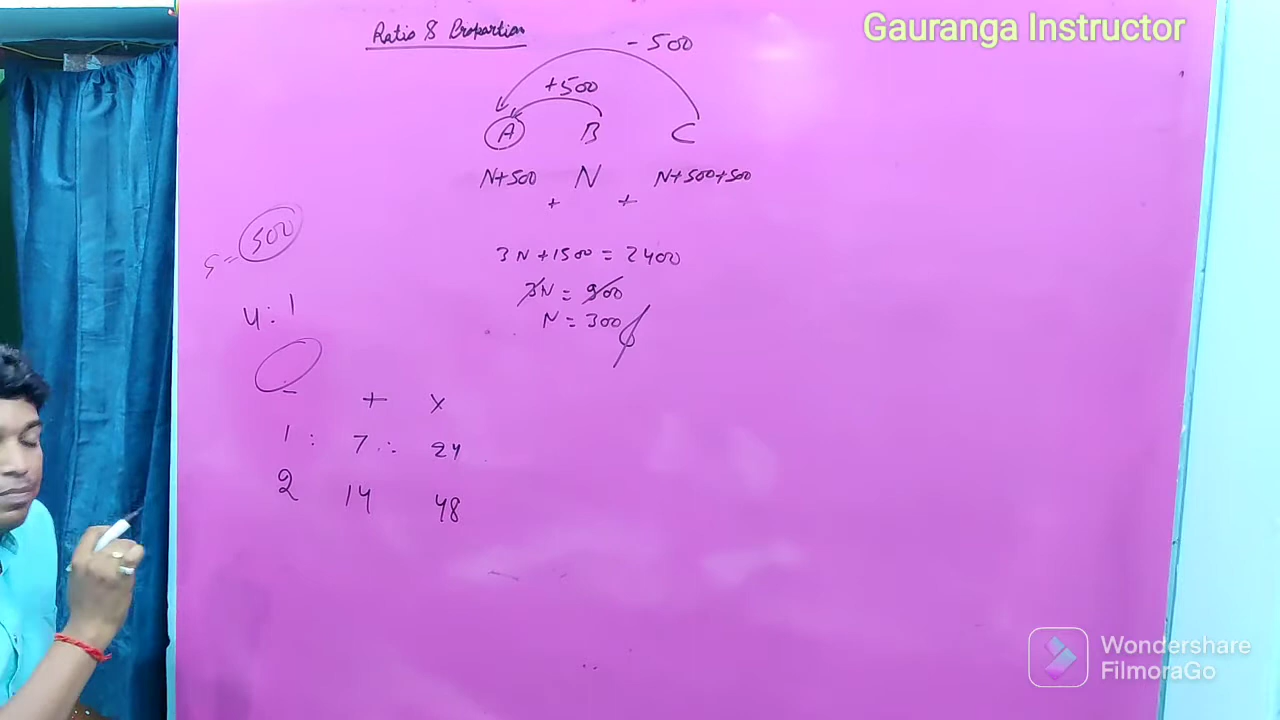 Gauranga Instructor
Ratio & Proportion
- 500
+500
A B C
N+500 N N+500+500
+ +
500
3N+1500 = 2400
3N = 900
4:1
N = 300
-
+ x
1 : 7 : 24
2 14 48
Wondershare
FilmoraGo